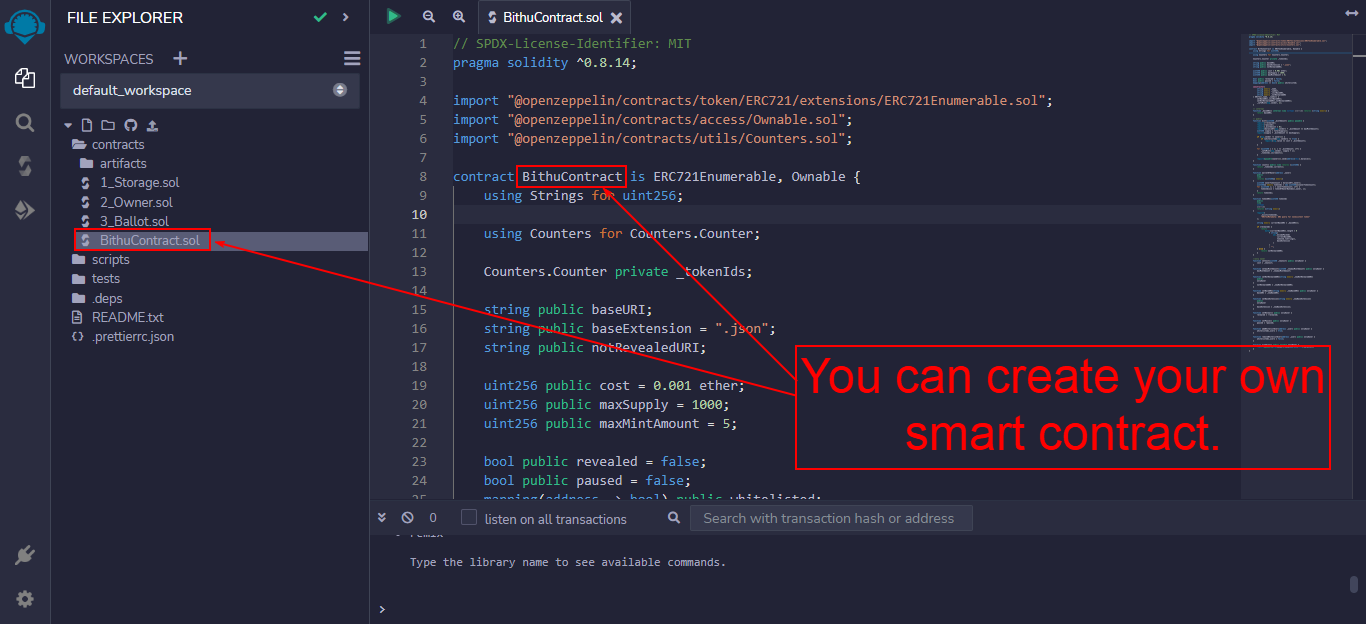 FILE EXPLORER
WORKSPACES
default_workspace
contracts
artifacts
1_Storage.sol
2_Owner.sol
3_Ballot.sol
BithuContract.sol
scripts
tests
.deps
README.txt
.prettierrc.json
BithuContract.sol
1 // SPDX-License-Identifier: MIT
2 pragma solidity ^0.8.14;
3
4 import "@openzeppelin/contracts/token/ERC721/extensions/ERC721Enumerable.sol";
5 import "@openzeppelin/contracts/access/Ownable.sol";
6 import "@openzeppelin/contracts/utils/Counters.sol";
7
8 contract BithuContract is ERC721Enumerable, Ownable {
9 using Strings for uint256;
10
11 using Counters for Counters.Counter;
12
13 Counters.Counter private _tokenIds;
14
15 string public baseURI;
16 string public baseExtension = ".json";
17 string public notRevealedURI;
18
19 uint256 public cost = 0.001 ether;
20 uint256 public maxSupply = 1000;
21 uint256 public maxMintAmount = 5;
22
23 bool public revealed = false;
24 bool public paused = false;
25 mapping(address => bool) public whitelisted;
You can create your own
smart contract.
0 listen on all transactions
Search with transaction hash or address
remix
Type the library name to see available commands.
>